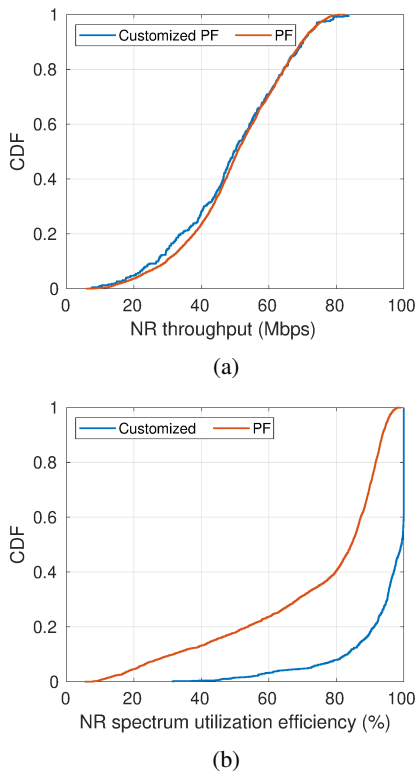 Customized PF PF
1
0.8
0.6
0.4
0.2
0
CDF
0 20 40 60 80 100
NR throughput (Mbps)
(a)
Customized PF
1
0.8
0.6
0.4
0.2
0
CDF
0 20 40 60 80 100
NR spectrum utilization efficiency (%)
(b)